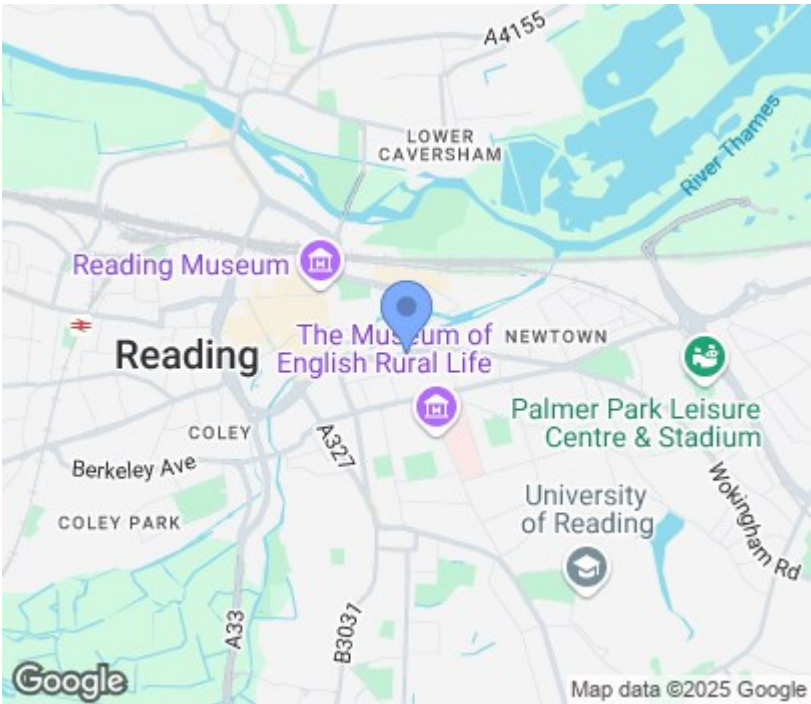 A4155
LOWER
CAVERSHAM
River Thames
Reading Museum
The Museum of
English Rural Life
NEWTOWN
Reading
Palmer Park Leisure
Centre & Stadium
COLEY
A327
Berkeley Ave
Wokingham Rd
University
of Reading
COLEY PARK
A33
B3031
Google
Map data ©2025 Google